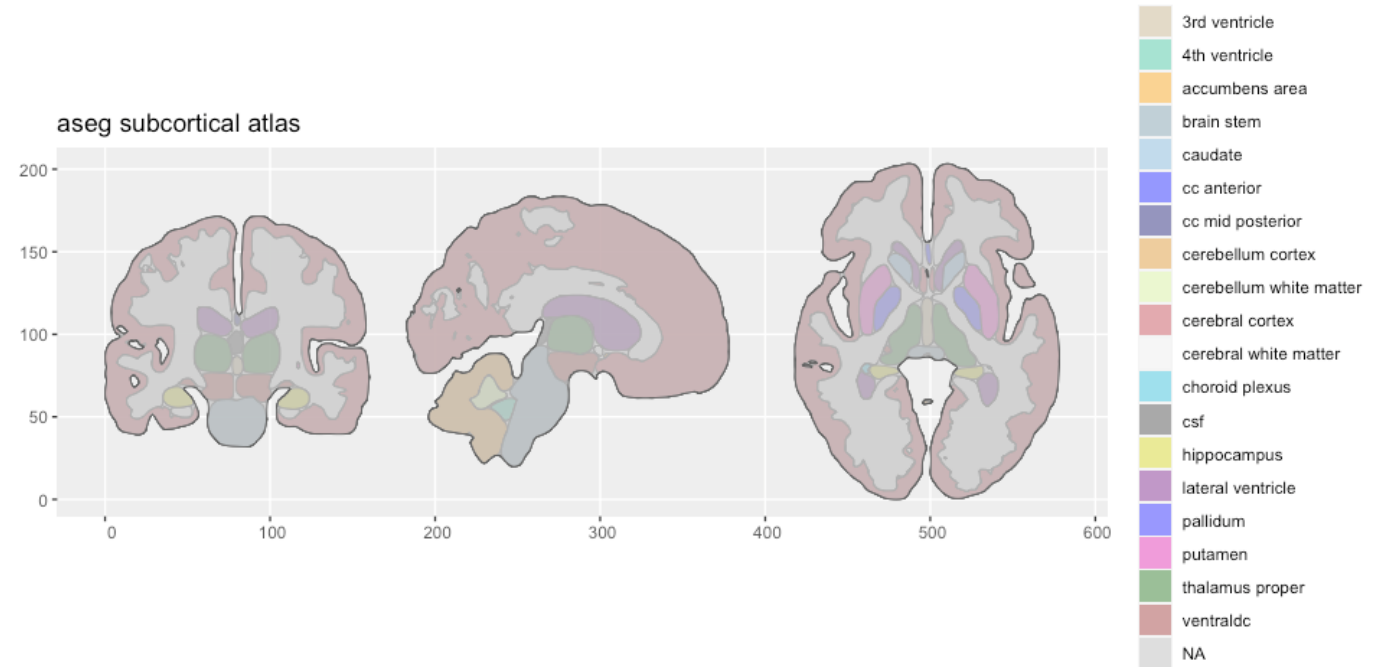 aseg subcortical atlas
200
150
100
50
0
0 100 200 300 400 500 600
3rd ventricle
4th ventricle
accumbens area
brain stem
caudate
cc anterior
cc mid posterior
cerebellum cortex
cerebellum white matter
cerebral cortex
cerebral white matter
choroid plexus
csf
hippocampus
lateral ventricle
pallidum
putamen
thalamus proper
ventraldc
NA